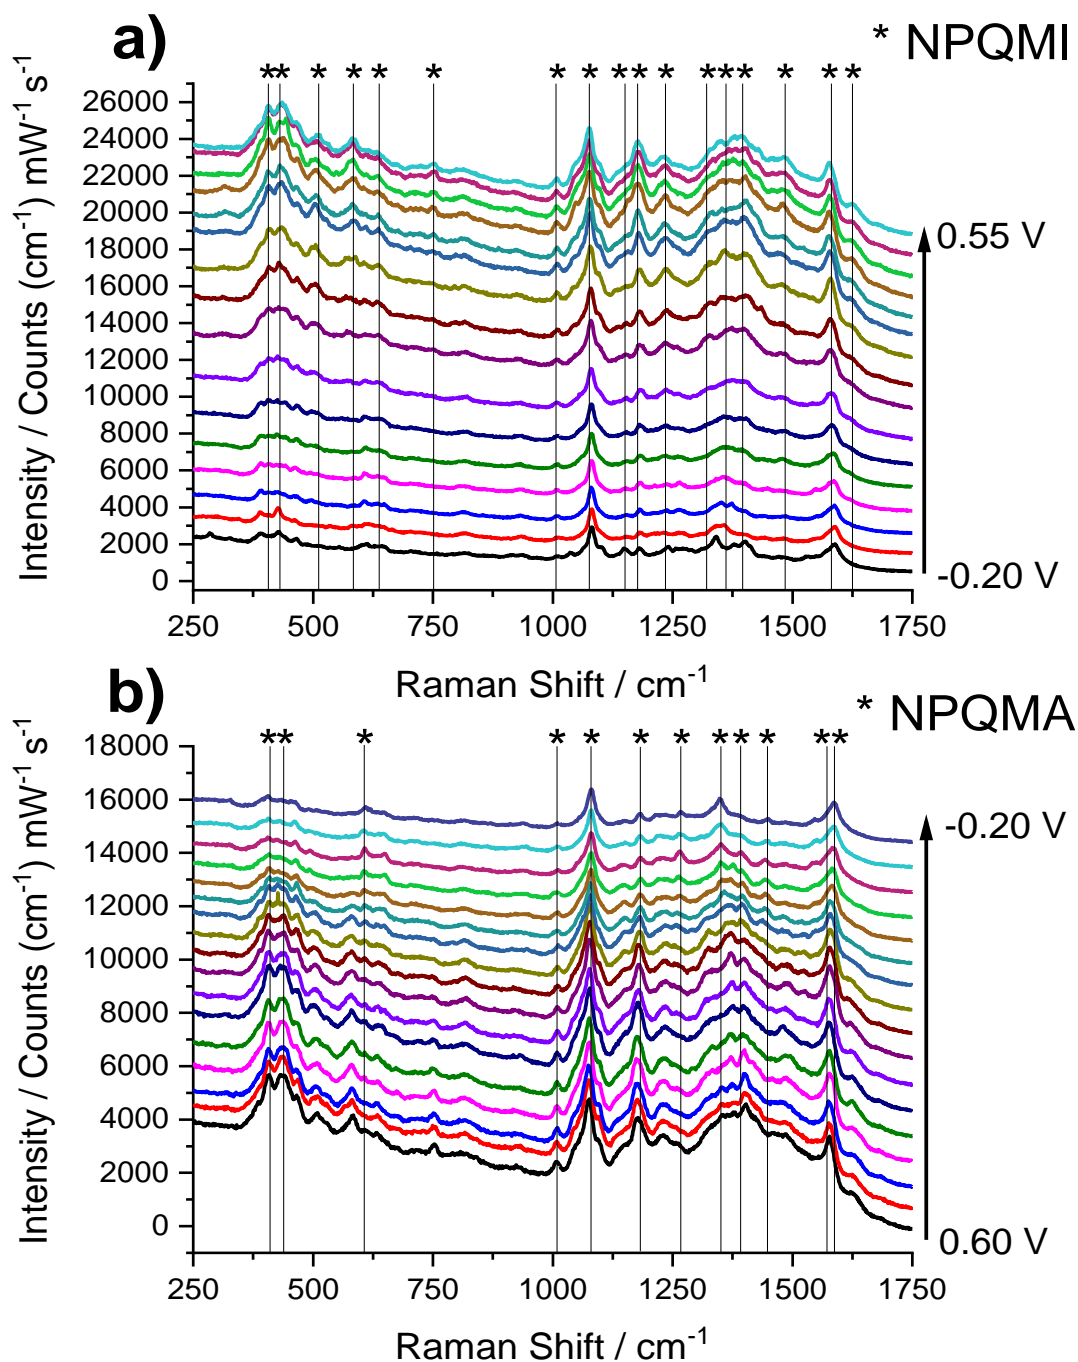 a)
* NPQMI
* * * * * * * * * * * * * * * * * *
Intensity / Counts (cm⁻¹) mW⁻¹ s⁻¹
26000
24000
22000
20000
18000
16000
14000
12000
10000
8000
6000
4000
2000
0
0.55 V
-0.20 V
250 500 750 1000 1250 1500 1750
Raman Shift / cm⁻¹
b)
* NPQMA
* * * * * * * * * * * *
Intensity / Counts (cm⁻¹) mW⁻¹ s⁻¹
18000
16000
14000
12000
10000
8000
6000
4000
2000
0
-0.20 V
0.60 V
250 500 750 1000 1250 1500 1750
Raman Shift / cm⁻¹